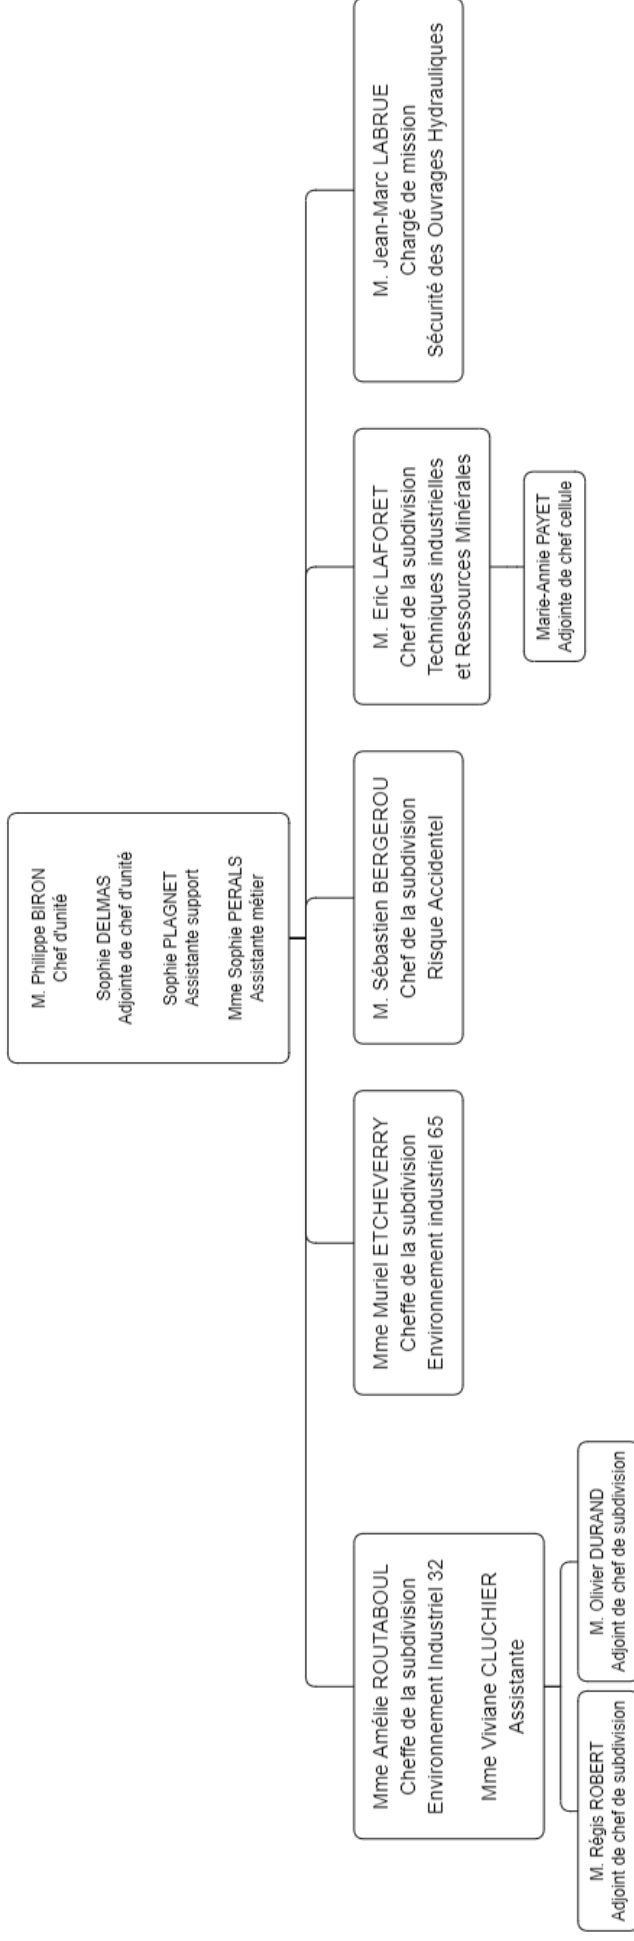 M. Philippe BIRON
Chef d'unité
Sophie DELMAS
Adjointe de chef d'unité
Sophie PLAGNET
Assistante support
Mme Sophie PERALS
Assistante métier
Mme Amélie ROUTABOUL
Cheffe de la subdivision
Environnement Industriel 32
Mme Viviane CLUCHIER
Assistante
Mme Muriel ETCHEVERRY
Cheffe de la subdivision
Environnement industriel 65
M. Sébastien BERGEROU
Chef de la subdivision
Risque Accidentel
M. Eric LAFORET
Chef de la subdivision
Techniques industrielles
et Ressources Minérales
M. Jean-Marc LABRUE
Chargé de mission
Sécurité des Ouvrages Hydrauliques
M. Régis ROBERT
Adjoint de chef de subdivision
M. Olivier DURAND
Adjoint de chef de subdivision
Marie-Annie PAYET
Adjointe de chef cellule